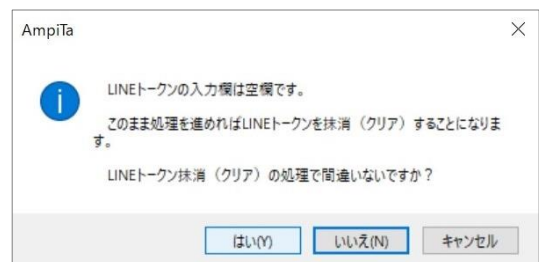 AmpiTa
LINEトークンの入力欄は空欄です。
このまま処理を進めればLINEトークンを抹消（クリア）することになりま
す。
LINEトークン抹消（クリア）の処理で間違いないですか？
はい(Y)
いいえ(N)
キャンセル